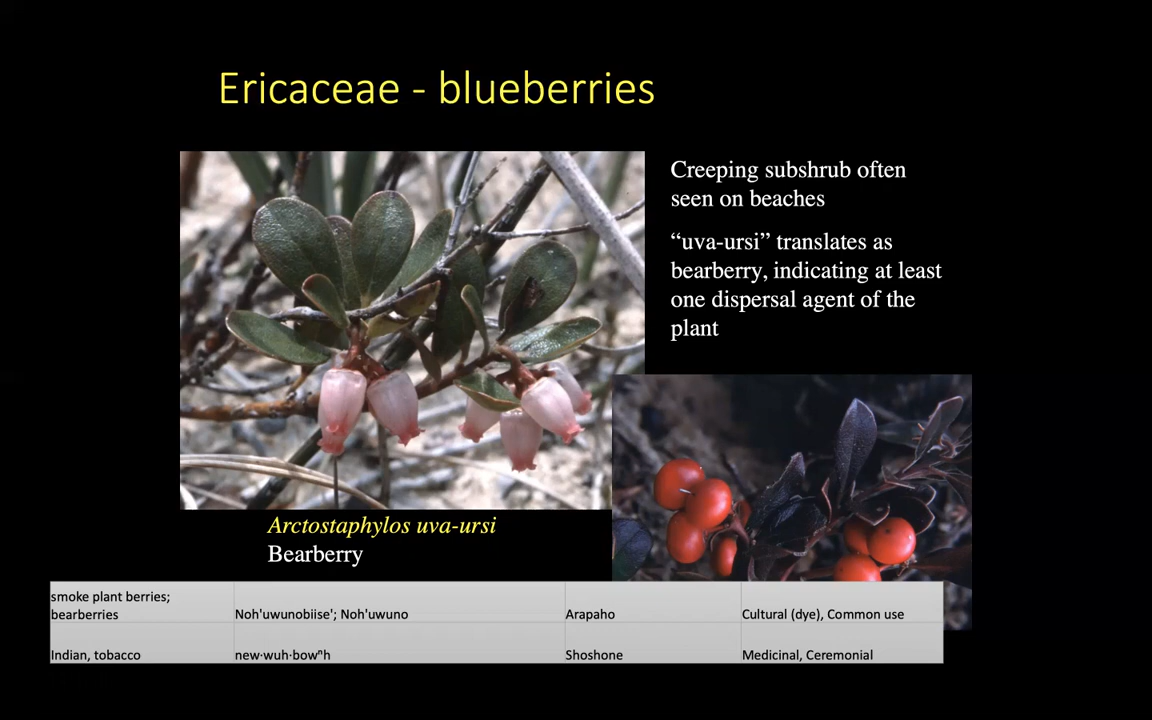 Ericaceae - blueberries
Creeping subshrub often
seen on beaches
“uva-ursi” translates as
bearberry, indicating at least
one dispersal agent of the
plant
Arctostaphylos uva-ursi
Bearberry
smoke plant berries;
bearberries Noh'uwunobiise'; Noh'uwuno Arapaho Cultural (dye), Common use
Indian, tobacco new·wuh·bowⁿh Shoshone Medicinal, Ceremonial